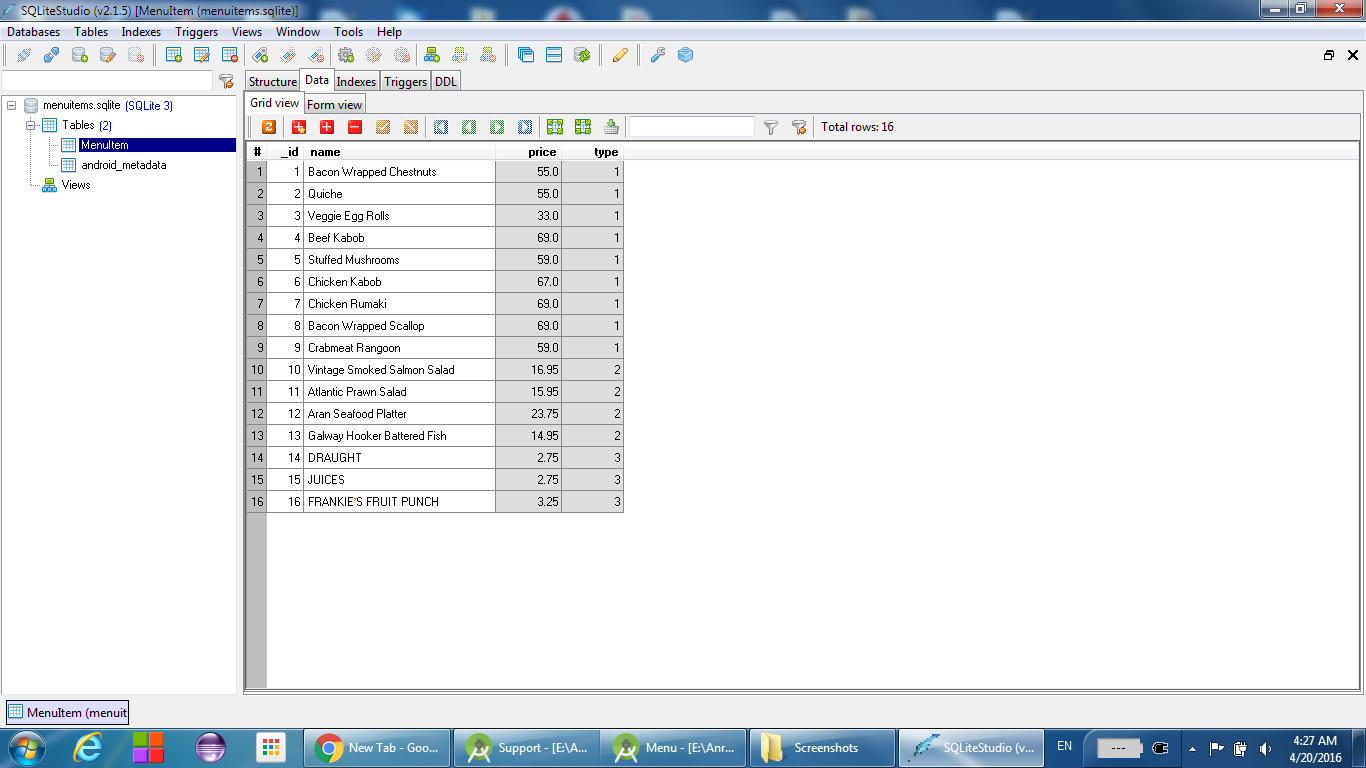 SQLiteStudio (v2.1.5) [MenuItem (menuitems.sqlite)]
Databases Tables Indexes Triggers Views Window Tools Help
Structure Data Indexes Triggers DDL
menuitems.sqlite (SQLite 3)
Tables (2)
MenuItem
android_metadata
Views
Grid view Form view
Total rows: 16
# _id name price type
1 1 Bacon Wrapped Chestnuts 55.0 1
2 2 Quiche 55.0 1
3 3 Veggie Egg Rolls 33.0 1
4 4 Beef Kabob 69.0 1
5 5 Stuffed Mushrooms 59.0 1
6 6 Chicken Kabob 67.0 1
7 7 Chicken Rumaki 69.0 1
8 8 Bacon Wrapped Scallop 69.0 1
9 9 Crabmeat Rangoon 59.0 1
10 10 Vintage Smoked Salmon Salad 16.95 2
11 11 Atlantic Prawn Salad 15.95 2
12 12 Aran Seafood Platter 23.75 2
13 13 Galway Hooker Battered Fish 14.95 2
14 14 DRAUGHT 2.75 3
15 15 JUICES 2.75 3
16 16 FRANKIE'S FRUIT PUNCH 3.25 3
MenuItem (menuit
New Tab - Goo... Support - [E:\A... Menu - [E:\Anr... Screenshots SQLiteStudio (v... EN --- 4:27 AM
4/20/2016